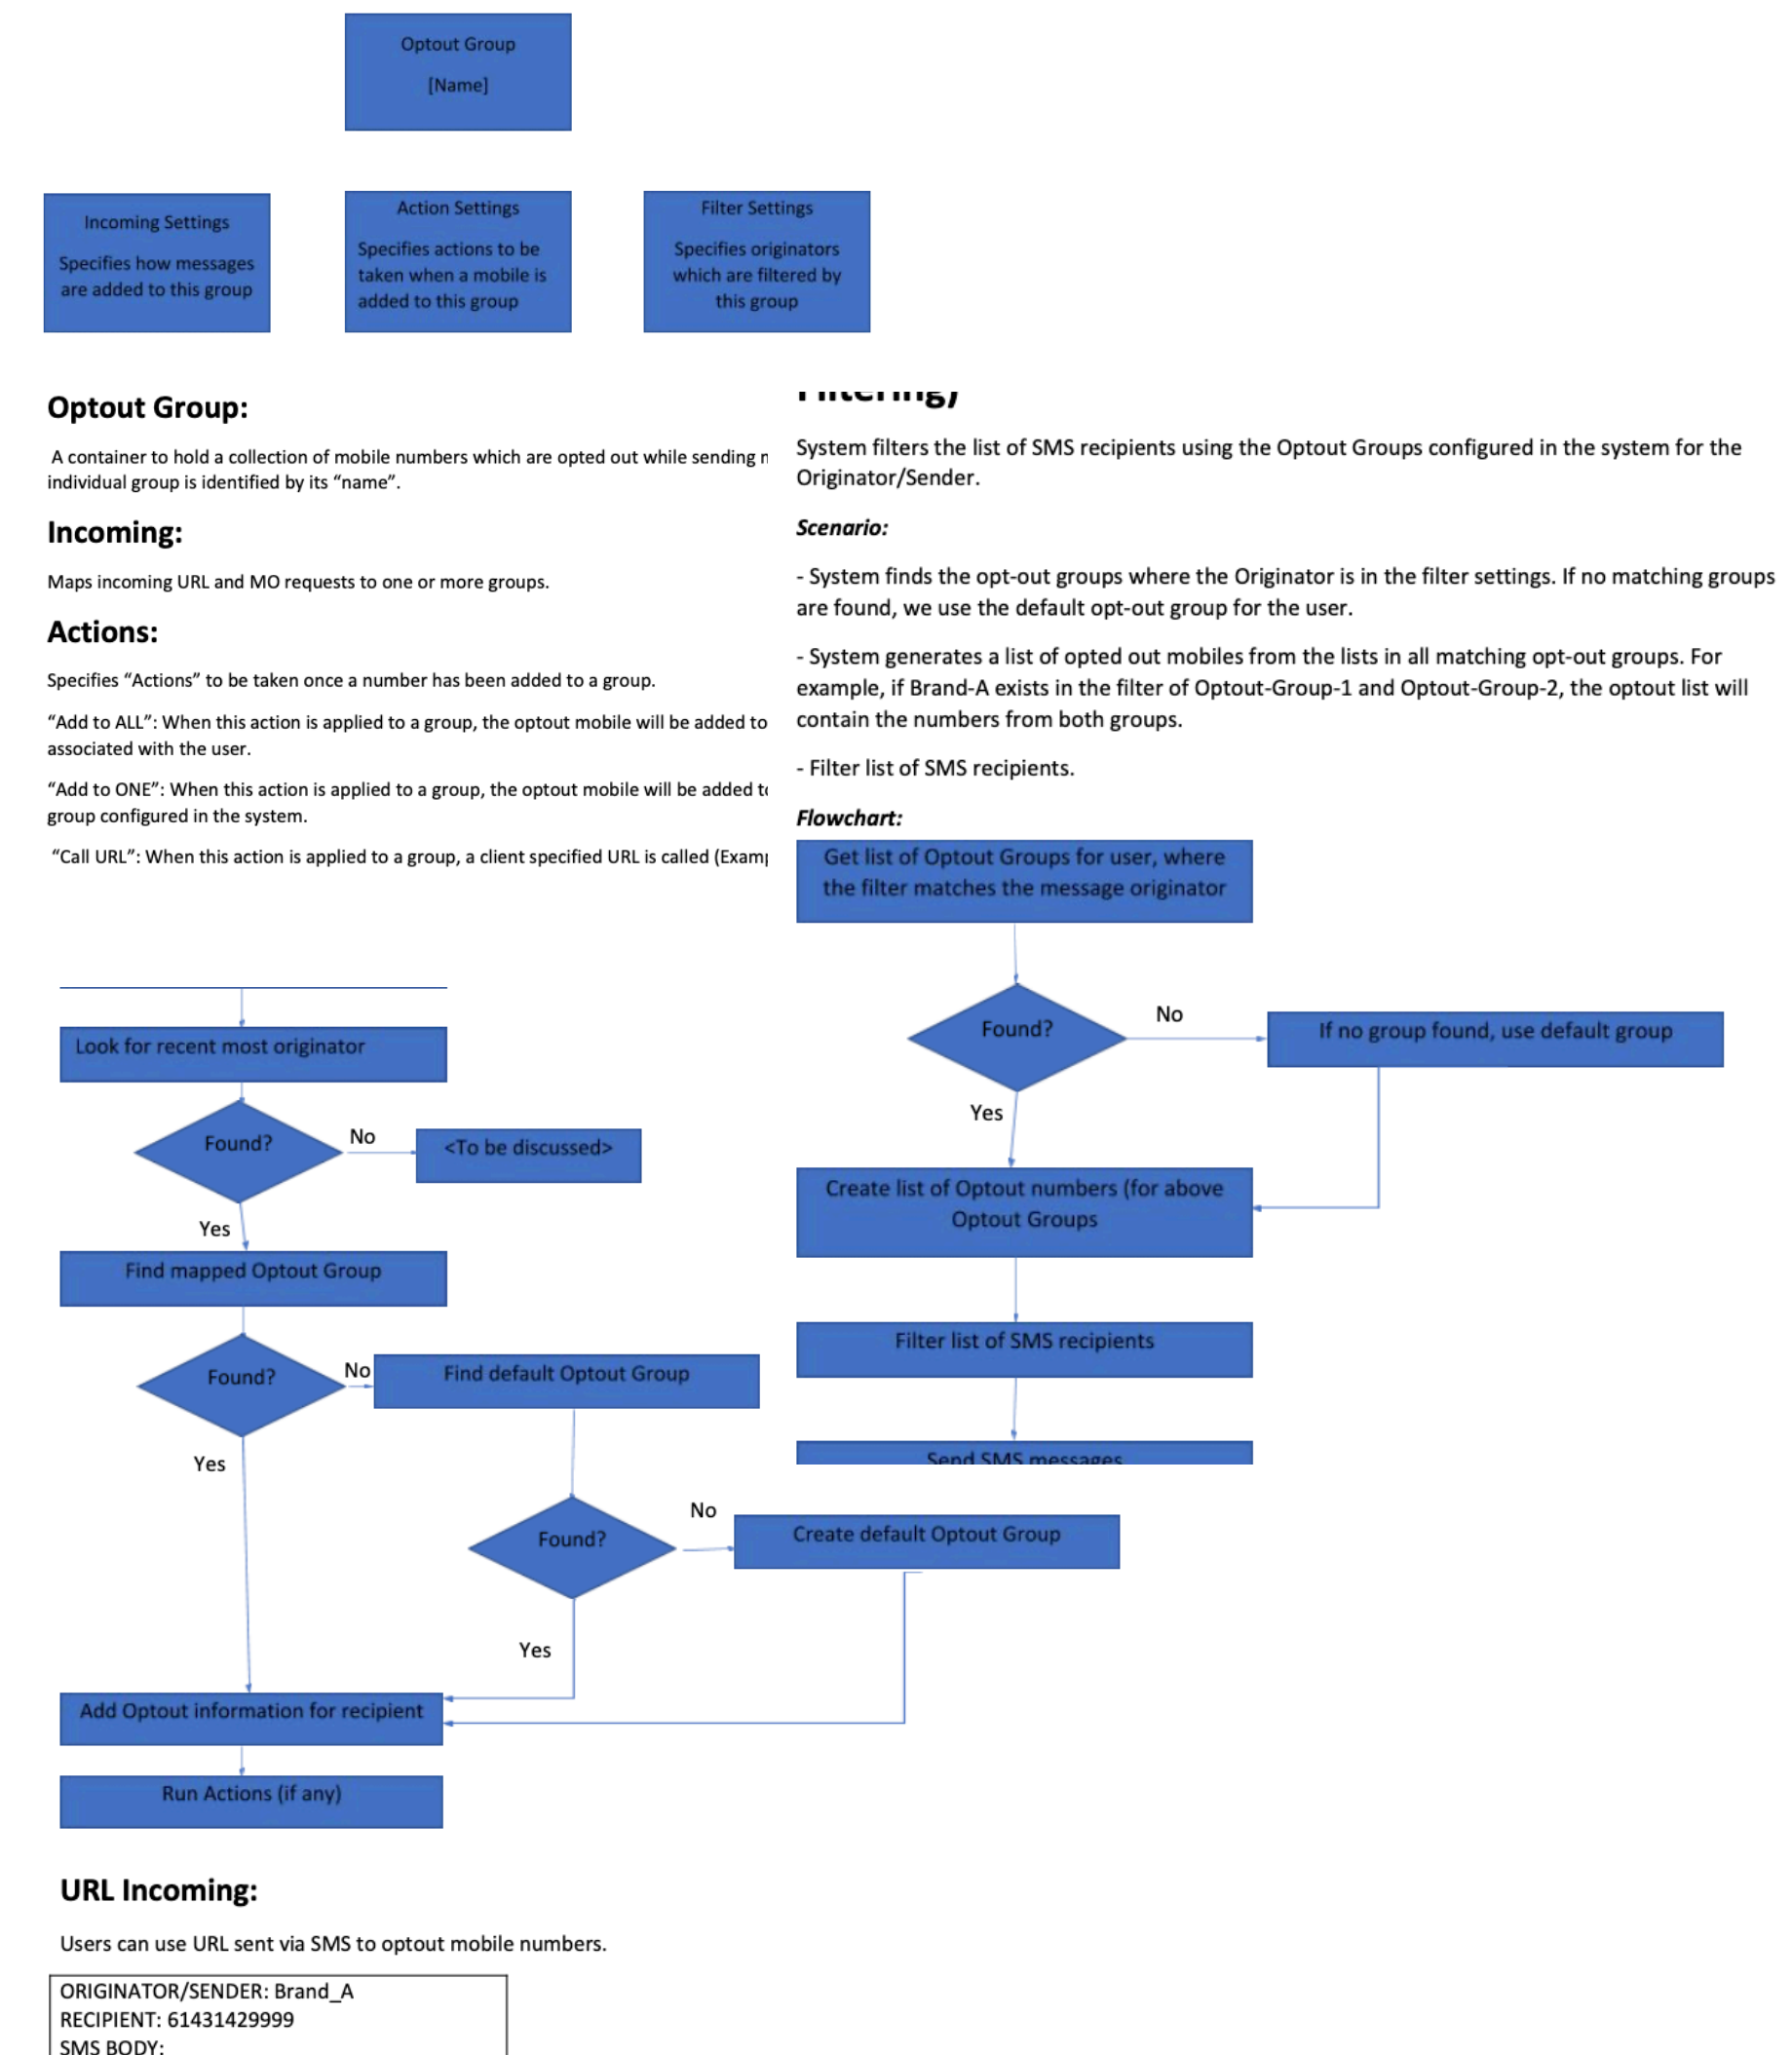 Optout Group
[Name]
Incoming Settings
Specifies how messages
are added to this group
Action Settings
Specifies actions to be
taken when a mobile is
added to this group
Filter Settings
Specifies originators
which are filtered by
this group
Optout Group:
A container to hold a collection of mobile numbers which are opted out while sending
individual group is identified by its “name”.
Incoming:
Maps incoming URL and MO requests to one or more groups.
Actions:
Specifies “Actions” to be taken once a number has been added to a group.
“Add to ALL”: When this action is applied to a group, the optout mobile will be added to
associated with the user.
“Add to ONE”: When this action is applied to a group, the optout mobile will be added
group configured in the system.
“Call URL”: When this action is applied to a group, a client specified URL is called
Filtering)
System filters the list of SMS recipients using the Optout Groups configured in the system for the
Originator/Sender.
Scenario:
- System finds the opt-out groups where the Originator is in the filter settings. If no matching groups
are found, we use the default opt-out group for the user.
- System generates a list of opted out mobiles from the lists in all matching opt-out groups. For
example, if Brand-A exists in the filter of Optout-Group-1 and Optout-Group-2, the optout list will
contain the numbers from both groups.
- Filter list of SMS recipients.
Flowchart:
Get list of Optout Groups for user, where
the filter matches the message originator
Found?
No
If no group found, use default group
Yes
Create list of Optout numbers (for above
Optout Groups
Filter list of SMS recipients
Send SMS messages
Look for recent most originator
Found?
No
<To be discussed>
Yes
Find mapped Optout Group
Found?
No
Find default Optout Group
Yes
Found?
No
Create default Optout Group
Yes
Add Optout information for recipient
Run Actions (if any)
URL Incoming:
Users can use URL sent via SMS to optout mobile numbers.
ORIGINATOR/SENDER: Brand_A
RECIPIENT: 61431429999
SMS BODY: